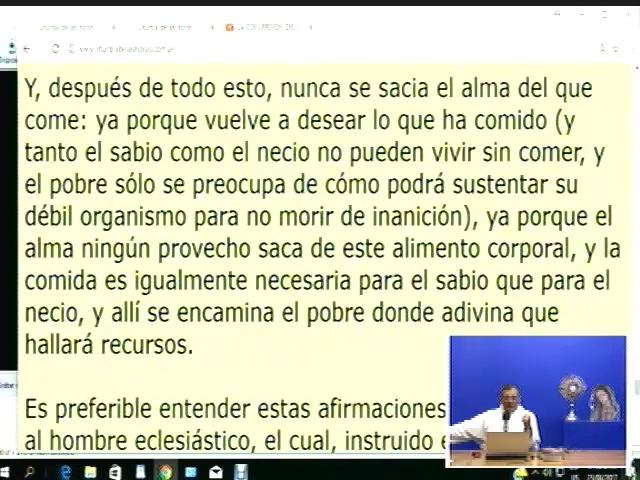 Y, después de todo esto, nunca se sacia el alma del que
come: ya porque vuelve a desear lo que ha comido (y
tanto el sabio como el necio no pueden vivir sin comer, y
el pobre sólo se preocupa de cómo podrá sustentar su
débil organismo para no morir de inanición), ya porque el
alma ningún provecho saca de este alimento corporal, y la
comida es igualmente necesaria para el sabio que para el
necio, y allí se encamina el pobre donde adivina que
hallará recursos.
Es preferible entender estas afirmaciones
al hombre eclesiástico, el cual, instruido